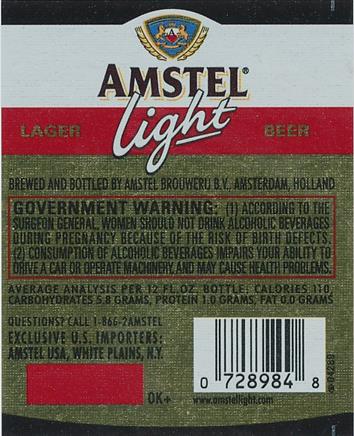 AMSTEL®
light
LAGER BEER
BREWED AND BOTTLED BY AMSTEL BROUWERIJ B.V. AMSTERDAM, HOLLAND
GOVERNMENT WARNING: (1) ACCORDING TO THE
SURGEON GENERAL, WOMEN SHOULD NOT DRINK ALCOHOLIC BEVERAGES
DURING PREGNANCY BECAUSE OF THE RISK OF BIRTH DEFECTS.
(2) CONSUMPTION OF ALCOHOLIC BEVERAGES IMPAIRS YOUR ABILITY TO
DRIVE A CAR OR OPERATE MACHINERY, AND MAY CAUSE HEALTH PROBLEMS.
AVERAGE ANALYSIS PER 12 FL. OZ. BOTTLE: CALORIES 110,
CARBOHYDRATES 5.8 GRAMS, PROTEIN 1.0 GRAMS, FAT 0.0 GRAMS
QUESTIONS? CALL 1-866-2AMSTEL
EXCLUSIVE U.S. IMPORTERS:
AMSTEL USA, WHITE PLAINS, N.Y.
OK+
0 728984 8
www.amstellight.com
04289